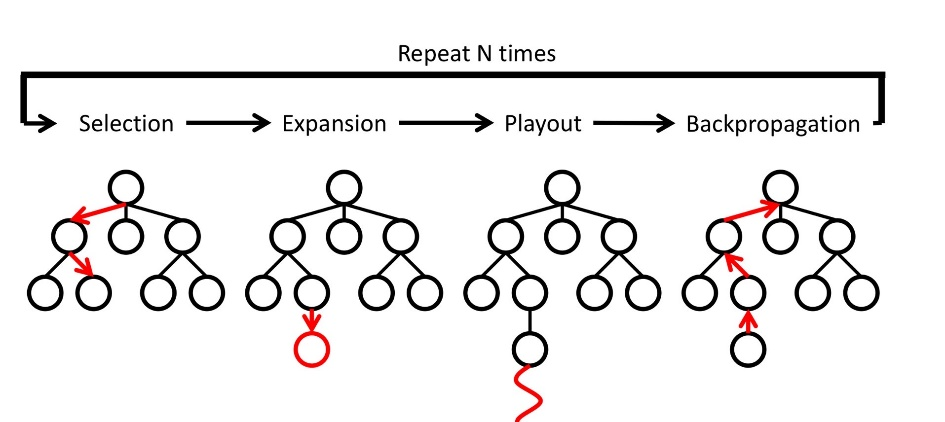 Repeat N times
Selection Expansion Playout Backpropagation